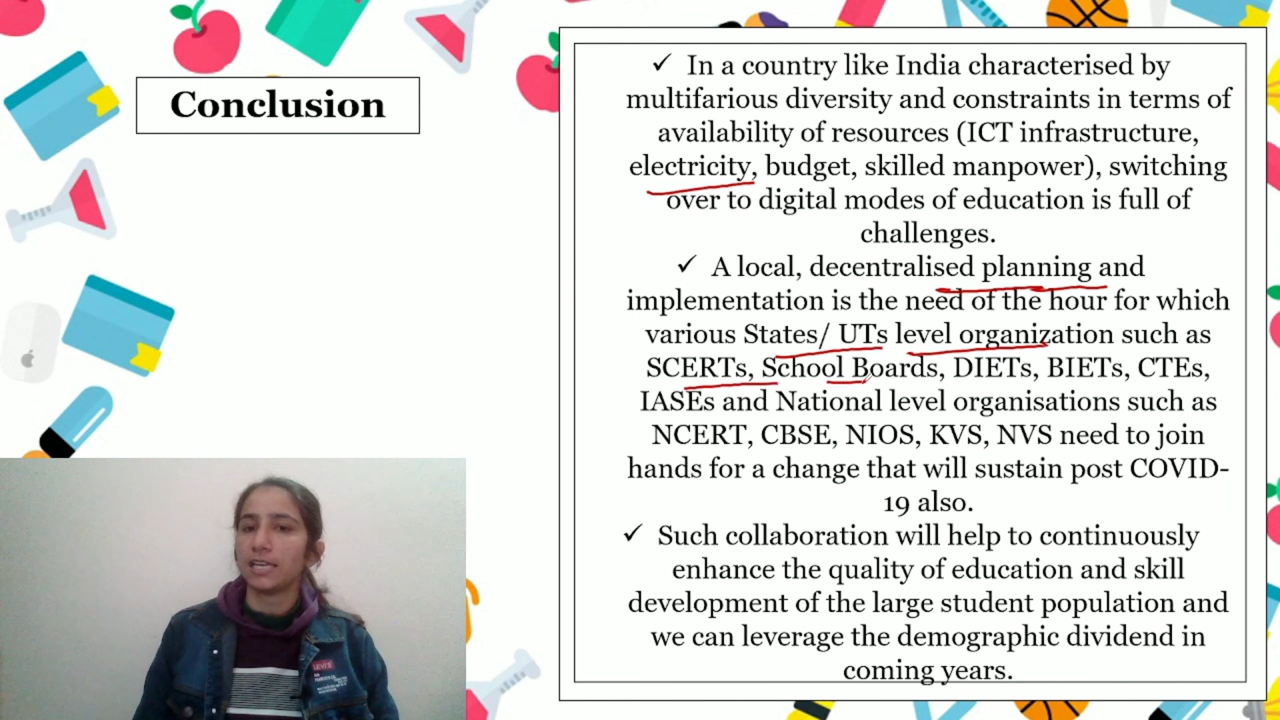 Conclusion
✓ In a country like India characterised by
multifarious diversity and constraints in terms of
availability of resources (ICT infrastructure,
electricity, budget, skilled manpower), switching
over to digital modes of education is full of
challenges.
✓ A local, decentralised planning and
implementation is the need of the hour for which
various States/ UTs level organization such as
SCERTs, School Boards, DIETs, BIETs, CTEs,
IASEs and National level organisations such as
NCERT, CBSE, NIOS, KVS, NVS need to join
hands for a change that will sustain post COVID-
19 also.
✓ Such collaboration will help to continuously
enhance the quality of education and skill
development of the large student population and
we can leverage the demographic dividend in
coming years.
LEVI'S